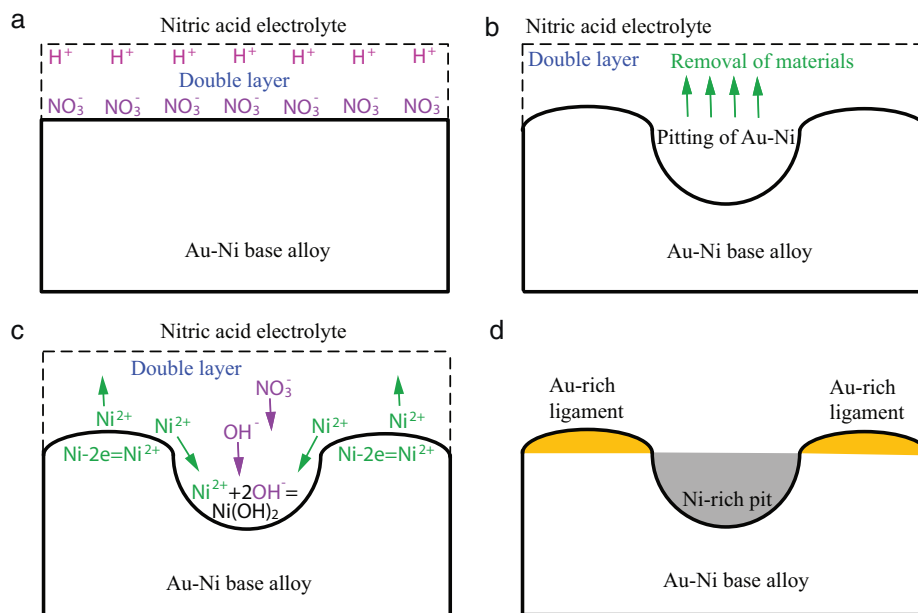 a
Nitric acid electrolyte
H⁺ H⁺ H⁺ H⁺ H⁺ H⁺ H⁺
Double layer
NO₃⁻ NO₃⁻ NO₃⁻ NO₃⁻ NO₃⁻ NO₃⁻ NO₃⁻
Au-Ni base alloy
b
Nitric acid electrolyte
Double layer
Removal of materials
Pitting of Au-Ni
Au-Ni base alloy
c
Nitric acid electrolyte
Double layer
NO₃⁻
Ni²⁺ Ni²⁺ OH⁻ Ni²⁺ Ni²⁺
Ni-2e=Ni²⁺ Ni-2e=Ni²⁺
Ni²⁺+2OH⁻=
Ni(OH)₂
Au-Ni base alloy
d
Au-rich
ligament
Au-rich
ligament
Ni-rich pit
Au-Ni base alloy